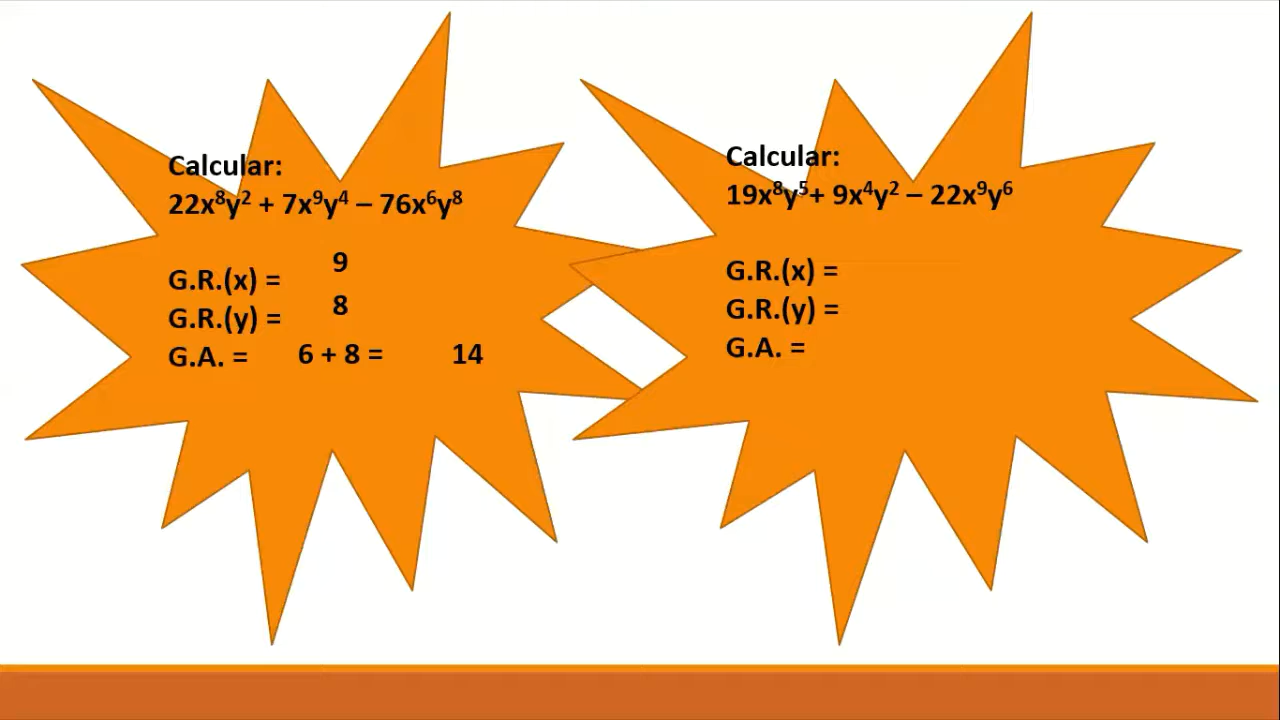 Calcular:
22x⁸y² + 7x⁹y⁴ – 76x⁶y⁸
G.R.(x) = 9
G.R.(y) = 8
G.A. = 6 + 8 = 14
Calcular:
19x⁸y⁵+ 9x⁴y² – 22x⁹y⁶
G.R.(x) =
G.R.(y) =
G.A. =